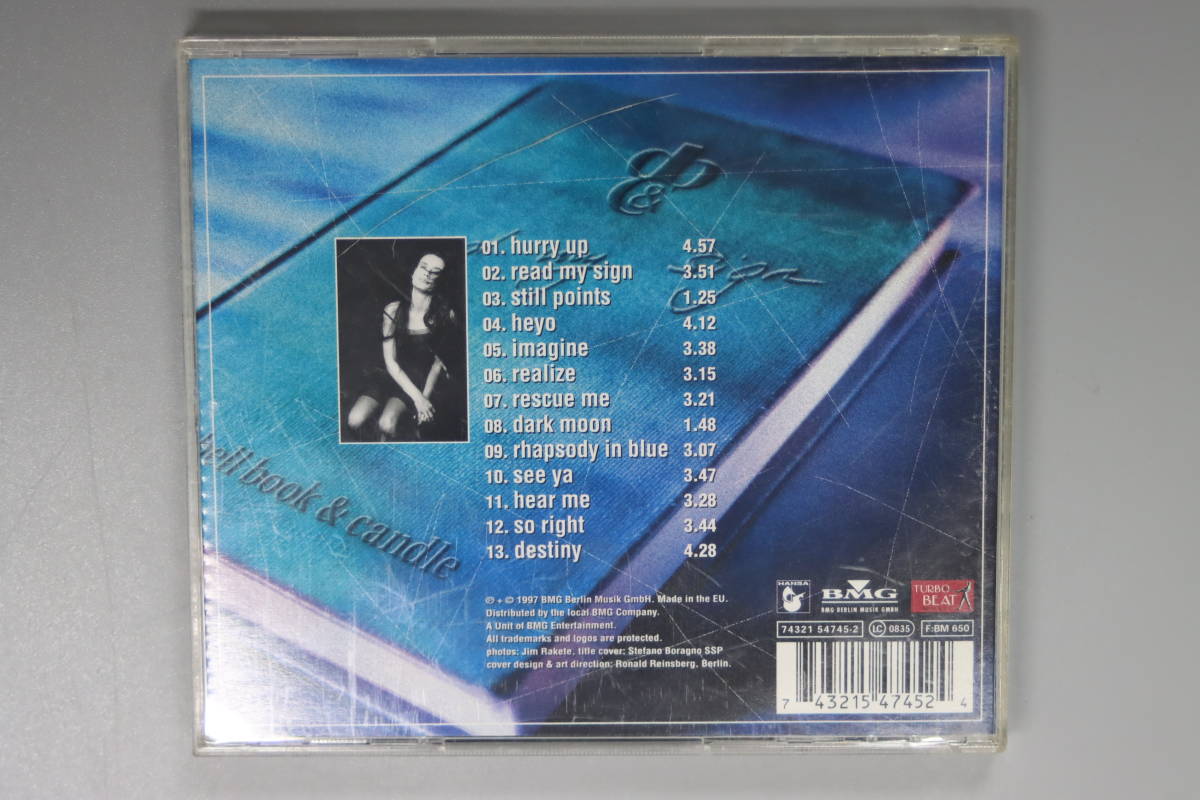 &
Sign
01. hurry up 4.57
02. read my sign 3.51
03. still points 1.25
04. heyo 4.12
05. imagine 3.38
06. realize 3.15
07. rescue me 3.21
08. dark moon 1.48
09. rhapsody in blue 3.07
10. see ya 3.47
11. hear me 3.28
12. so right 3.44
13. destiny 4.28
bell book & candle
℗ + © 1997 BMG Berlin Musik GmbH. Made in the EU.
Distributed by the local BMG Company.
A Unit of BMG Entertainment.
All trademarks and logos are protected.
photos: Jim Rakete, title cover: Stefano Boragno SSP
cover design & art direction: Ronald Reinsberg, Berlin.
HANSA
BMG
BMG BERLIN MUSIK GMBH
TURBO
BEAT
74321 54745-2 LC 0835 F:BM 650
7 43215 47452 4